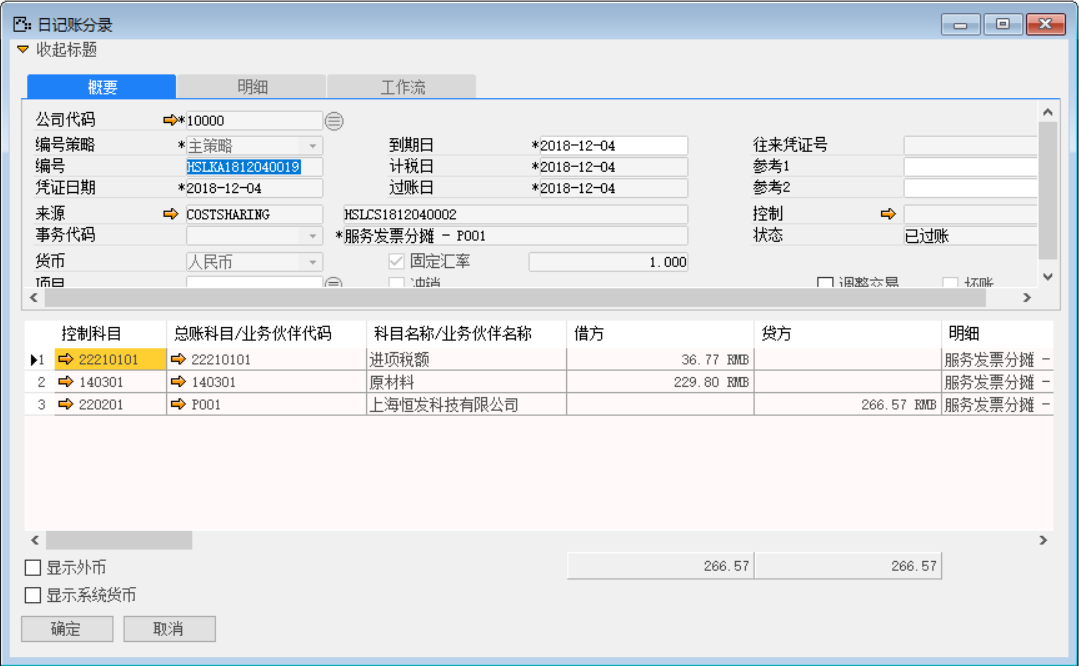 日记账分录
收起标题
概要 明细 工作流
公司代码 *10000
编号策略 *主策略 到期日 *2018-12-04 往来凭证号
编号 HSLKA1812040019 计税日 *2018-12-04 参考1
凭证日期 *2018-12-04 过账日 *2018-12-04 参考2
来源 COSTSHARING HSLCS1812040002 控制
事务代码 *服务发票分摊 - P001 状态 已过账
货币 人民币 固定汇率 1.000
项目 冲销 调整交易 坏账
控制科目 总账科目/业务伙伴代码 科目名称/业务伙伴名称 借方 贷方 明细
1 22210101 22210101 进项税额 36.77 RMB 服务发票分摊 -
2 140301 140301 原材料 229.80 RMB 服务发票分摊 -
3 220201 P001 上海恒发科技有限公司 266.57 RMB 服务发票分摊 -
显示外币 266.57 266.57
显示系统货币
确定 取消